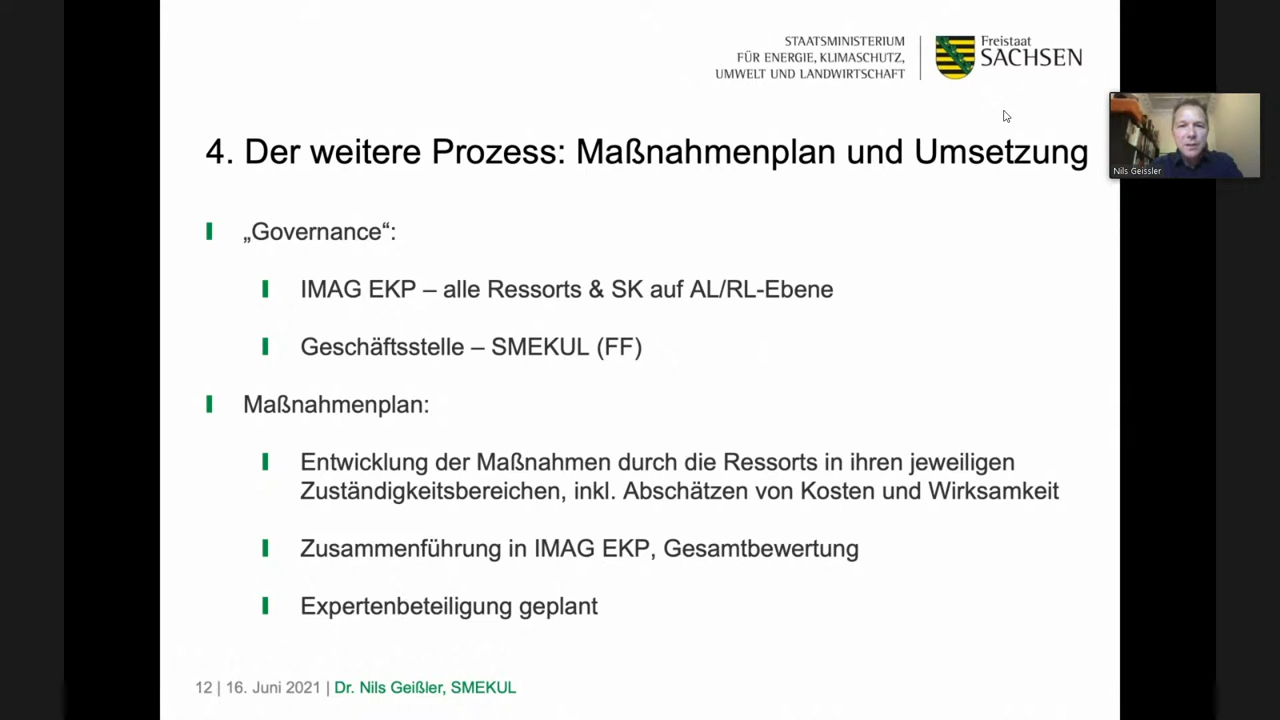 STAATSMINISTERIUM
FÜR ENERGIE, KLIMASCHUTZ,
UMWELT UND LANDWIRTSCHAFT
Freistaat
SACHSEN
4. Der weitere Prozess: Maßnahmenplan und Umsetzung
Nils Geissler
„Governance“:
IMAG EKP – alle Ressorts & SK auf AL/RL-Ebene
Geschäftsstelle – SMEKUL (FF)
Maßnahmenplan:
Entwicklung der Maßnahmen durch die Ressorts in ihren jeweiligen
Zuständigkeitsbereichen, inkl. Abschätzen von Kosten und Wirksamkeit
Zusammenführung in IMAG EKP, Gesamtbewertung
Expertenbeteiligung geplant
12 | 16. Juni 2021 | Dr. Nils Geißler, SMEKUL